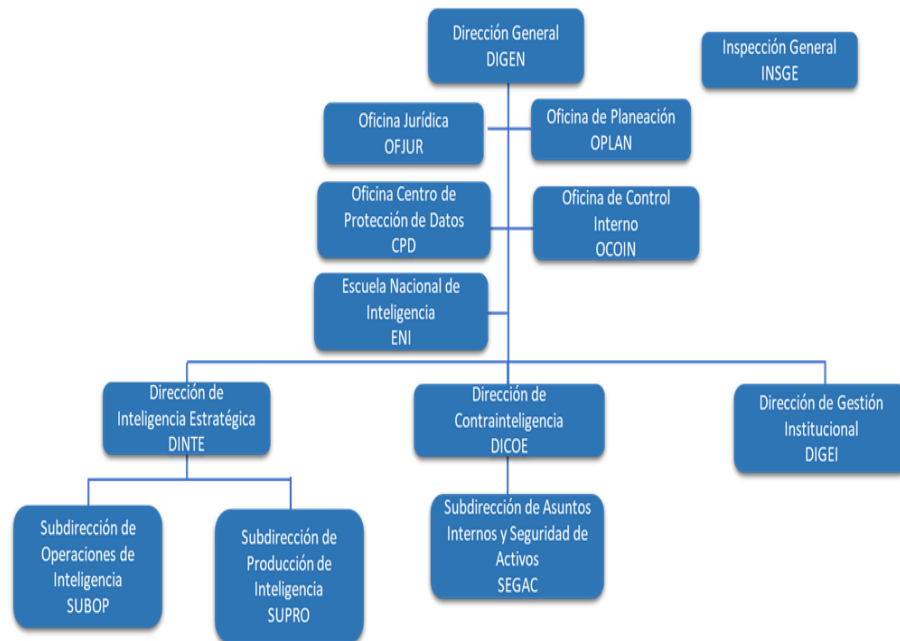 Dirección General
DIGEN
Inspección General
INSGE
Oficina Jurídica
OFJUR
Oficina de Planeación
OPLAN
Oficina Centro de
Protección de Datos
CPD
Oficina de Control
Interno
OCOIN
Escuela Nacional de
Inteligencia
ENI
Dirección de
Inteligencia Estratégica
DINTE
Dirección de
Contrainteligencia
DICOE
Dirección de Gestión
Institucional
DIGEI
Subdirección de
Operaciones de
Inteligencia
SUBOP
Subdirección de
Producción de
Inteligencia
SUPRO
Subdirección de Asuntos
Internos y Seguridad de
Activos
SEGAC